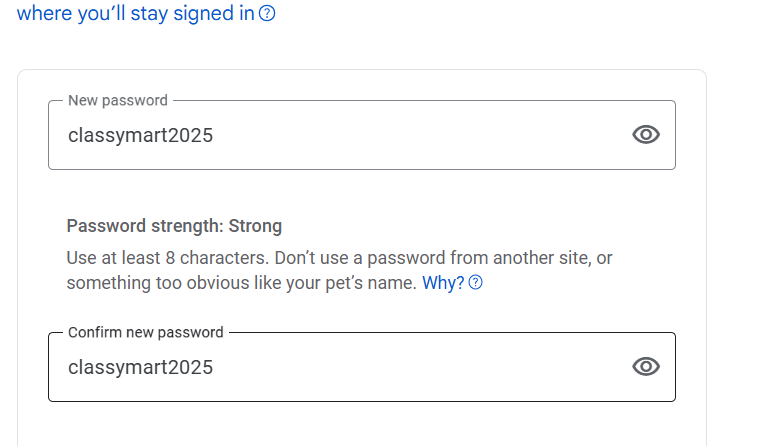 where you’ll stay signed in
New password
classymart2025
Password strength: Strong
Use at least 8 characters. Don’t use a password from another site, or
something too obvious like your pet’s name. Why?
Confirm new password
classymart2025